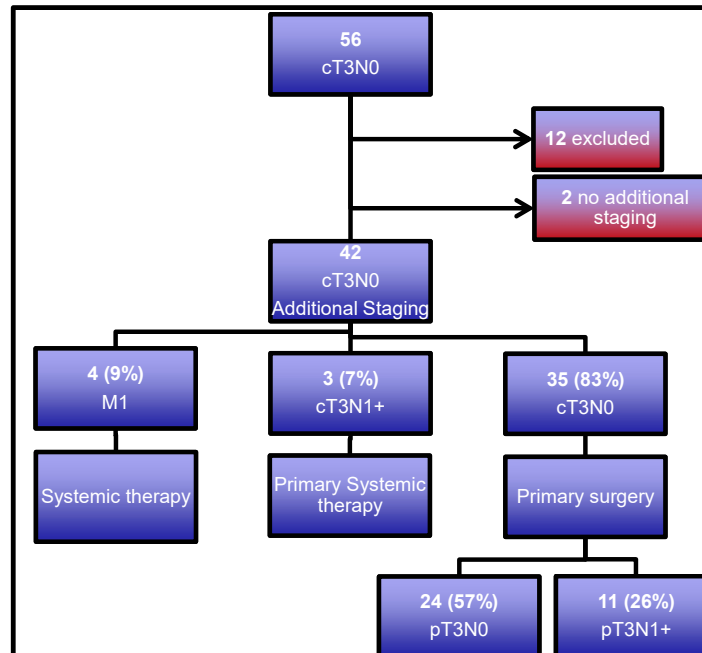 56
cT3N0
12 excluded
2 no additional
staging
42
cT3N0
Additional Staging
4 (9%)
M1
3 (7%)
cT3N1+
35 (83%)
cT3N0
Systemic therapy
Primary Systemic
therapy
Primary surgery
24 (57%)
pT3N0
11 (26%)
pT3N1+